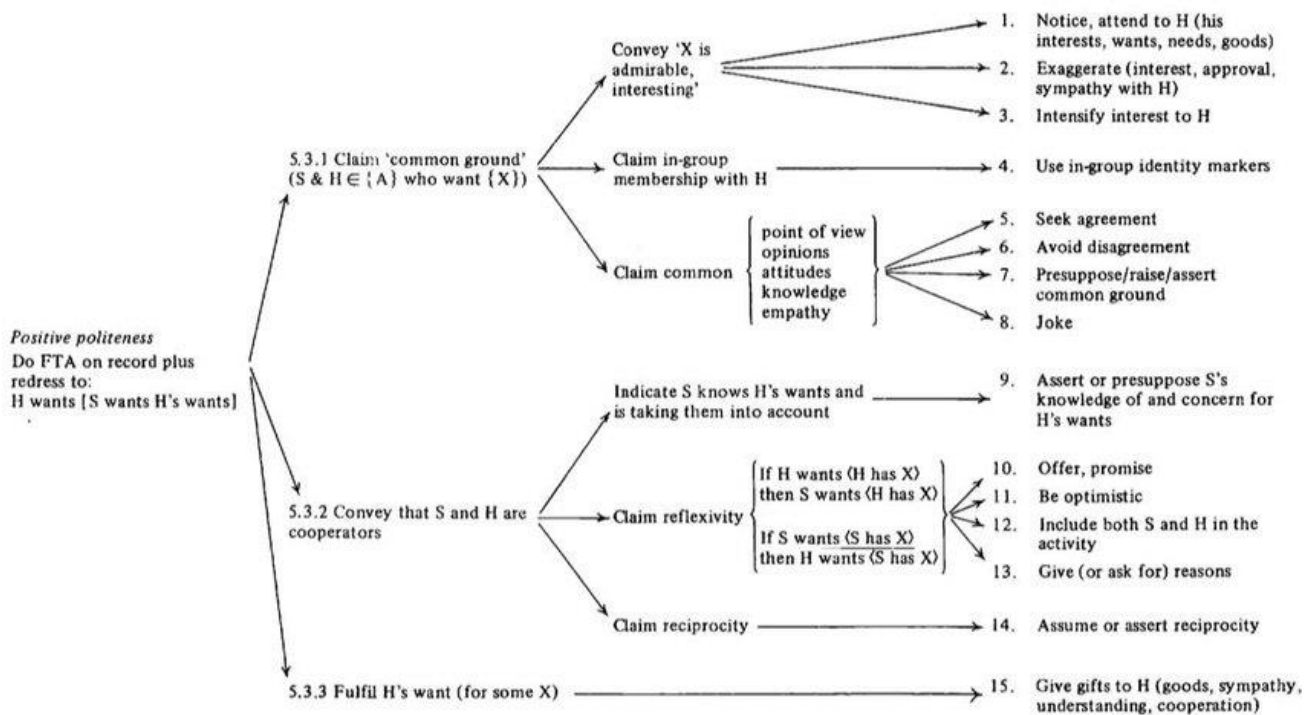 1. Notice, attend to H (his
interests, wants, needs, goods)
Convey ‘X is
admirable,
interesting’
2. Exaggerate (interest, approval,
sympathy with H)
3. Intensify interest to H
5.3.1 Claim ‘common ground’
(S & H ∈ {A} who want {X})
Claim in-group
membership with H
4. Use in-group identity markers
Claim common
point of view
opinions
attitudes
knowledge
empathy
5. Seek agreement
6. Avoid disagreement
7. Presuppose/raise/assert
common ground
8. Joke
Positive politeness
Do FTA on record plus
redress to:
H wants [S wants H's wants]
Indicate S knows H's wants and
is taking them into account
9. Assert or presuppose S's
knowledge of and concern for
H's wants
5.3.2 Convey that S and H are
cooperators
Claim reflexivity
If H wants ⟨H has X⟩
then S wants ⟨H has X⟩
If S wants ⟨S has X⟩
then H wants ⟨S has X⟩
10. Offer, promise
11. Be optimistic
12. Include both S and H in the
activity
13. Give (or ask for) reasons
Claim reciprocity
14. Assume or assert reciprocity
5.3.3 Fulfil H's want (for some X)
15. Give gifts to H (goods, sympathy,
understanding, cooperation)